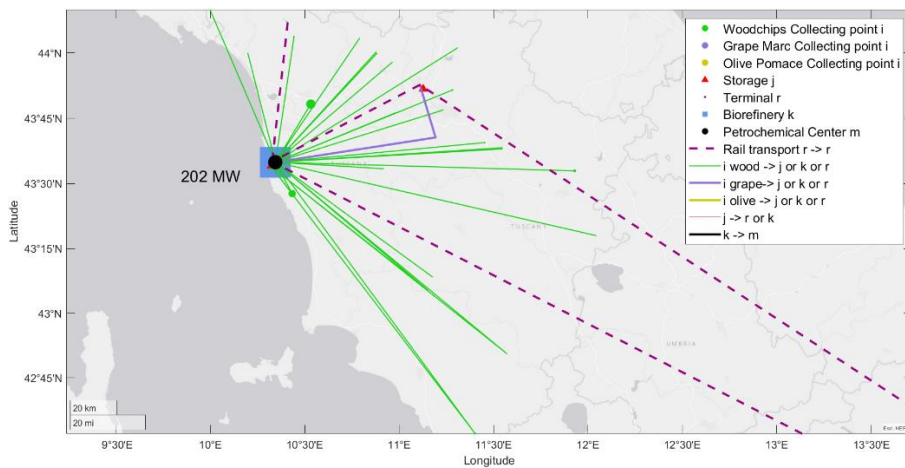 44°N
43°45'N
43°30'N
43°15'N
43°N
42°45'N
Latitude
202 MW
TUSCANY
UMBRIA
20 km
20 mi
Woodchips Collecting point i
Grape Marc Collecting point i
Olive Pomace Collecting point i
Storage j
Terminal r
Biorefinery k
Petrochemical Center m
Rail transport r -> r
i wood -> j or k or r
i grape-> j or k or r
i olive -> j or k or r
j -> r or k
k -> m
Esri, HERE
9°30'E 10°E 10°30'E 11°E 11°30'E 12°E 12°30'E 13°E 13°30'E
Longitude